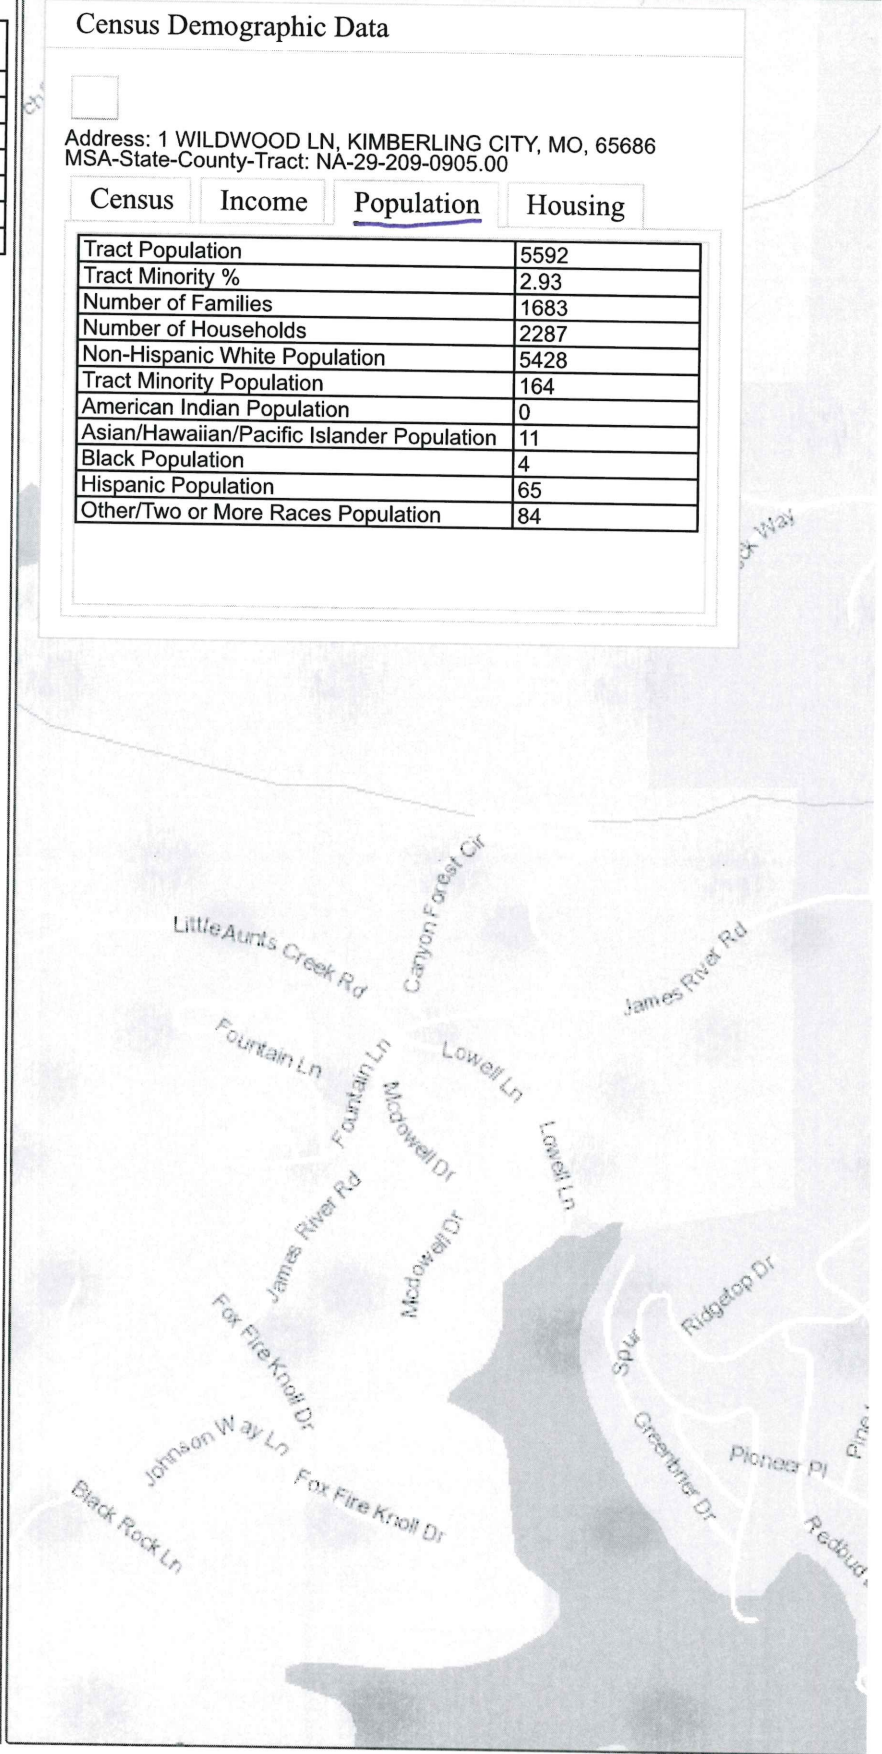 Census Demographic Data
Address: 1 WILDWOOD LN, KIMBERLING CITY, MO, 65686
MSA-State-County-Tract: NA-29-209-0905.00
Census Income Population Housing
Tract Population 5592
Tract Minority % 2.93
Number of Families 1683
Number of Households 2287
Non-Hispanic White Population 5428
Tract Minority Population 164
American Indian Population 0
Asian/Hawaiian/Pacific Islander Population 11
Black Population 4
Hispanic Population 65
Other/Two or More Races Population 84
Way
Canyon Forest Cir
Little Aunts Creek Rd
James River Rd
Fountain Ln
Fountain Ln
Lowell Ln
Mcdowell Dr
Lowell Ln
James River Rd
Mcdowell Dr
Ridgetop Dr
Fox Fire Knoll Dr
Spur
Johnson Way Ln
Greenbrier Dr
Pioneer Pl
Pine
Fox Fire Knoll Dr
Black Rock Ln
Redbud